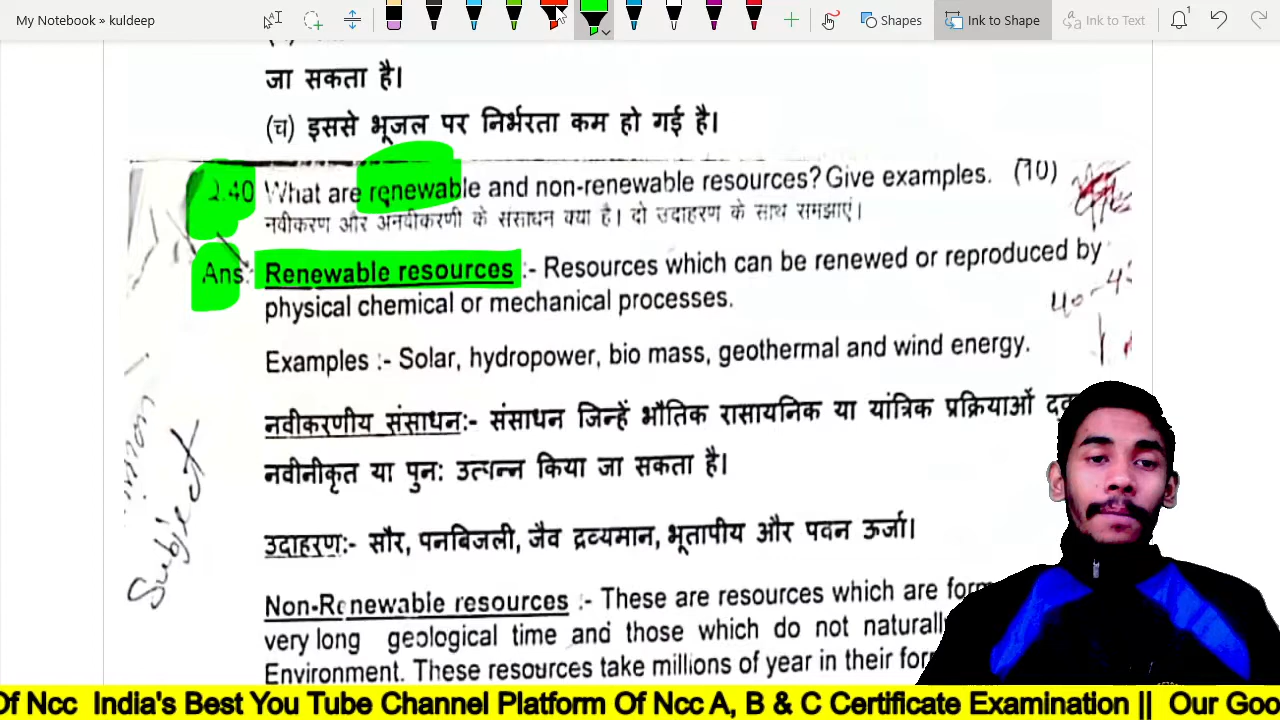 My Notebook » kuldeep
Shapes
Ink to Shape
Ink to Text
1
जा सकता है।
(च) इससे भूजल पर निर्भरता कम हो गई है।
Q.40 What are renewable and non-renewable resources? Give examples. (10)
नवीकरण और अनवीकरणी के संसाधन क्या है। दो उदाहरण के साथ समझाएं।
Ans: Renewable resources :- Resources which can be renewed or reproduced by
physical chemical or mechanical processes.
Examples :- Solar, hydropower, bio mass, geothermal and wind energy.
नवीकरणीय संसाधन:- संसाधन जिन्हें भौतिक रासायनिक या यांत्रिक प्रक्रियाओं
नवीनीकृत या पुन: उत्पन्न किया जा सकता है।
उदाहरण:- सौर, पनबिजली, जैव द्रव्यमान, भूतापीय और पवन ऊर्जा।
Subject
Non-Renewable resources :- These are resources which are
very long geological time and those which do not
Environment. These resources take millions of year in their
Of Ncc India's Best You Tube Channel Platform Of Ncc A, B & C Certificate Examination || Our